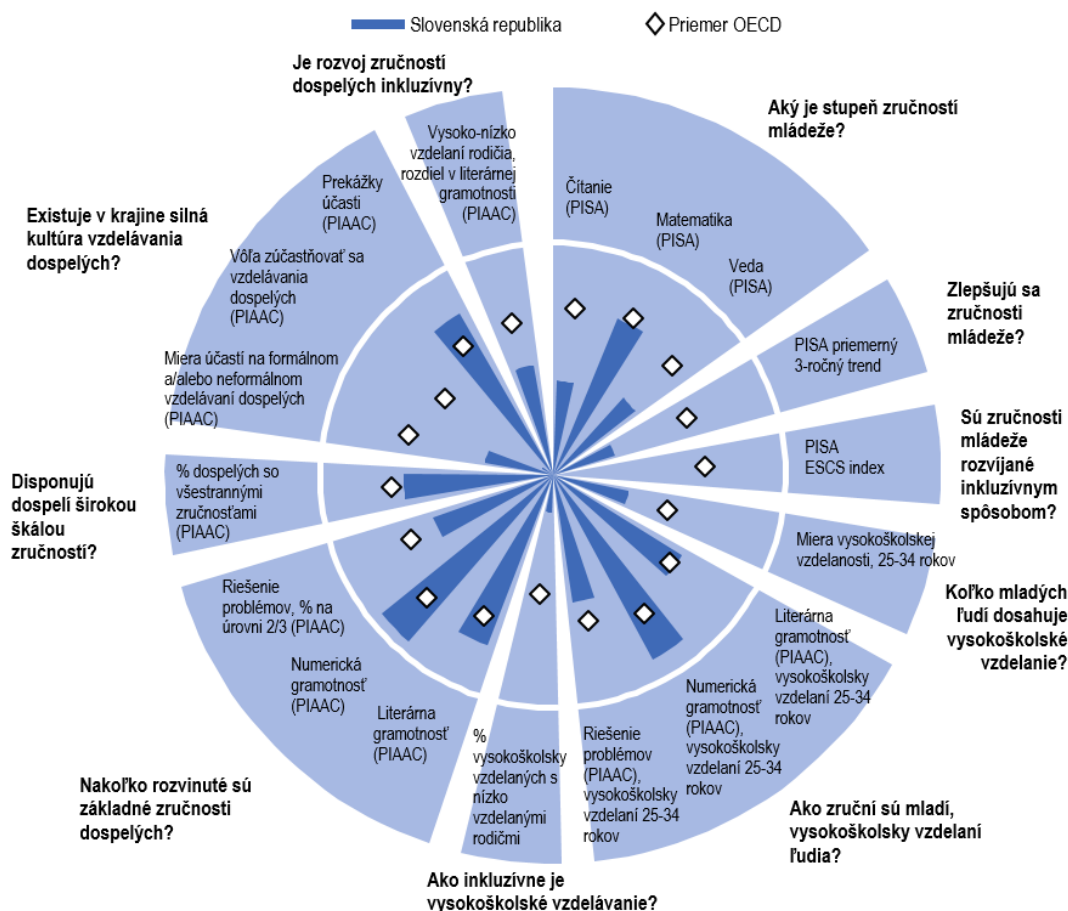 Slovenská republika
Priemer OECD
Je rozvoj zručností
dospelých inkluzívny?
Aký je stupeň zručností
mládeže?
Vysoko-nízko
vzdelaní rodičia,
rozdiel v literárnej
gramotnosti
(PIAAC)
Čítanie
(PISA)
Matematika
(PISA)
Veda
(PISA)
Zlepšujú sa
zručnosti
mládeže?
PISA priemerný
3-ročný trend
Sú zručnosti
mládeže
rozvíjané
inkluzívnym
spôsobom?
PISA
ESCS index
Miera vysokoškolskej
vzdelanosti, 25-34 rokov
Koľko mladých
ľudí dosahuje
vysokoškolské
vzdelanie?
Literárna
gramotnosť
(PIAAC),
vysokoškolsky
vzdelaní 25-34
rokov
Numerická
gramotnosť
(PIAAC),
vysokoškolsky
vzdelaní 25-34
rokov
Riešenie
problémov
(PIAAC),
vysokoškolsky
vzdelaní 25-34
rokov
Ako zruční sú mladí,
vysokoškolsky vzdelaní
ľudia?
%
vysokoškolsky
vzdelaných s
nízko
vzdelanými
rodičmi
Ako inkluzívne je
vysokoškolské vzdelávanie?
Literárna
gramotnosť
(PIAAC)
Numerická
gramotnosť
(PIAAC)
Riešenie
problémov, % na
úrovni 2/3 (PIAAC)
Nakoľko rozvinuté sú
základné zručnosti
dospelých?
% dospelých so
všestrannými
zručnosťami
(PIAAC)
Disponujú
dospelí širokou
škálou
zručností?
Miera účastí na formálnom
a/alebo neformálnom
vzdelávaní dospelých
(PIAAC)
Vôľa zúčastňovať sa
vzdelávania
dospelých
(PIAAC)
Prekážky
účasti
(PIAAC)
Existuje v krajine silná
kultúra vzdelávania
dospelých?